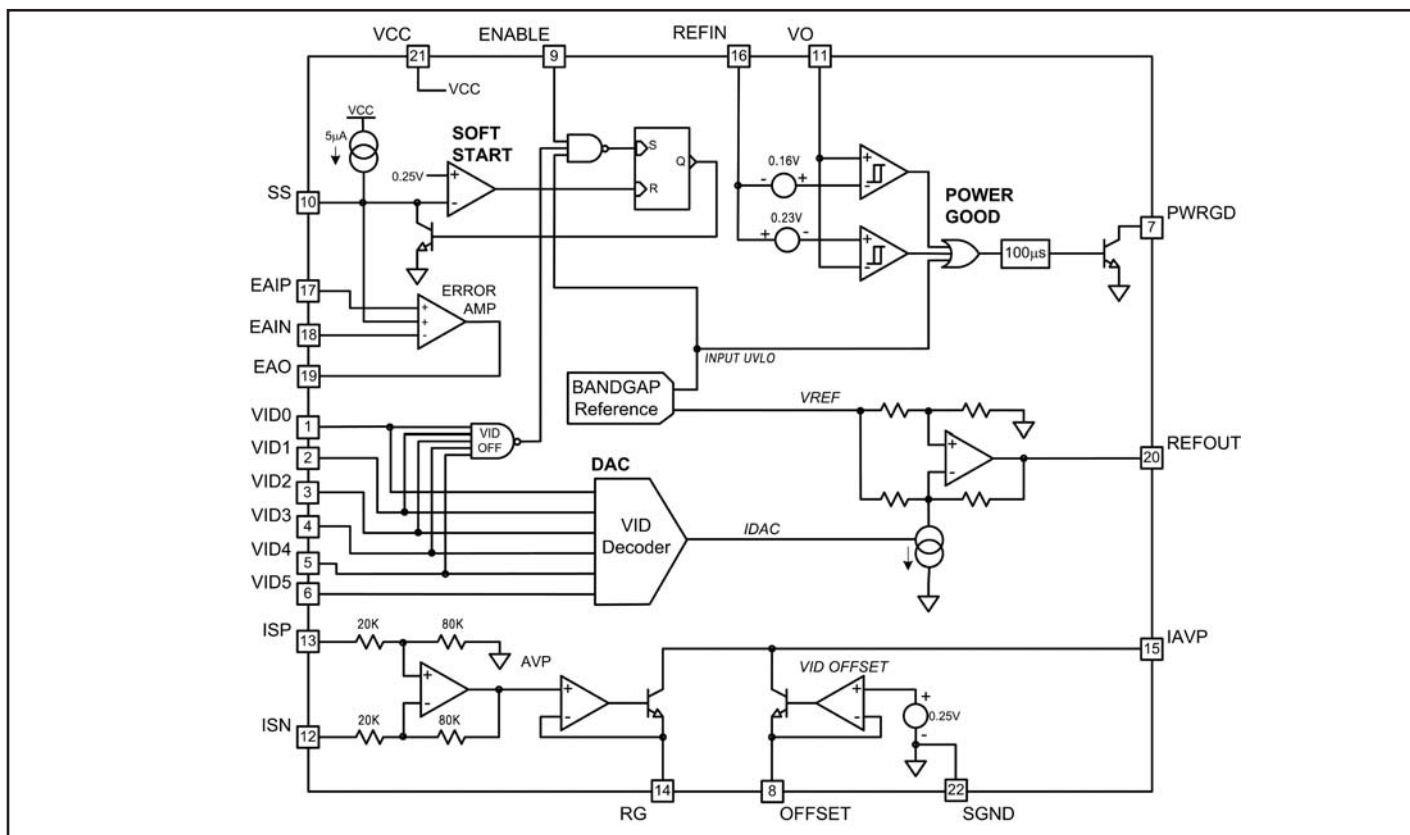 VCC ENABLE REFIN VO
21 9 16 11
VCC
VCC
5µA
SOFT
START
0.25V
+
-
S
R
Q
SS
10
0.16V
- +
+
-
0.23V
+ -
+
-
POWER
GOOD
100µs
PWRGD
7
EAIP
17
EAIN
18
EAO
19
ERROR
AMP
+
+
-
INPUT UVLO
BANDGAP
Reference
VREF
+
-
REFOUT
20
VID0
1
VID1
2
VID2
3
VID3
4
VID4
5
VID5
6
VID
OFF
DAC
VID
Decoder
IDAC
ISP
13
20K 80K
+
-
AVP
+
-
ISN
12
20K 80K
VID OFFSET
+
-
+
0.25V
-
IAVP
15
14 8 22
RG OFFSET SGND